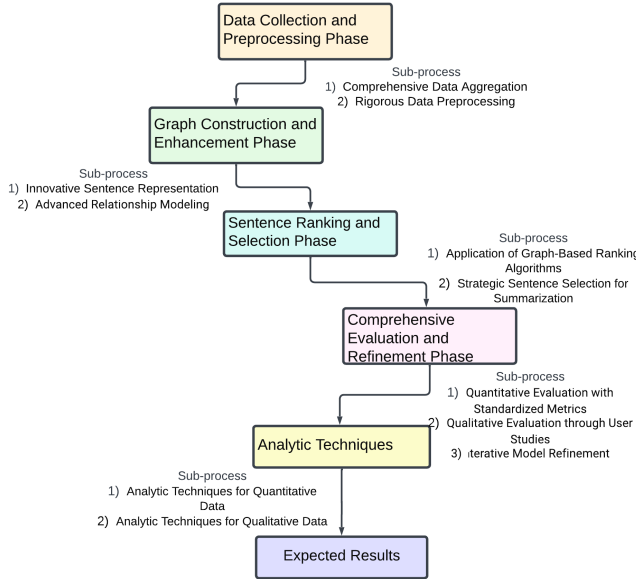 Data Collection and
Preprocessing Phase
Sub-process
1) Comprehensive Data Aggregation
2) Rigorous Data Preprocessing
Graph Construction and
Enhancement Phase
Sub-process
1) Innovative Sentence Representation
2) Advanced Relationship Modeling
Sentence Ranking and
Selection Phase
Sub-process
1) Application of Graph-Based Ranking
Algorithms
2) Strategic Sentence Selection for
Summarization
Comprehensive
Evaluation and
Refinement Phase
Sub-process
1) Quantitative Evaluation with
Standardized Metrics
2) Qualitative Evaluation through User
Studies
3) Iterative Model Refinement
Analytic Techniques
Sub-process
1) Analytic Techniques for Quantitative
Data
2) Analytic Techniques for Qualitative Data
Expected Results